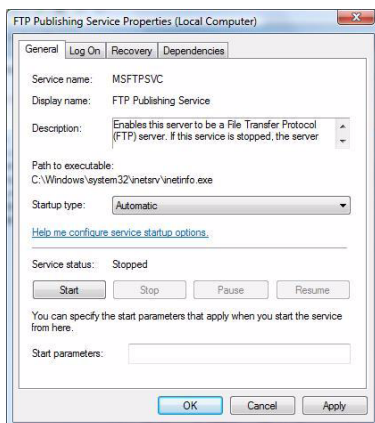 FTP Publishing Service Properties (Local Computer)
General Log On Recovery Dependencies
Service name: MSFTPSVC
Display name: FTP Publishing Service
Description: Enables this server to be a File Transfer Protocol
(FTP) server. If this service is stopped, the server
Path to executable:
C:\Windows\system32\inetsrv\inetinfo.exe
Startup type: Automatic
Help me configure service startup options.
Service status: Stopped
Start Stop Pause Resume
You can specify the start parameters that apply when you start the service
from here.
Start parameters:
OK Cancel Apply